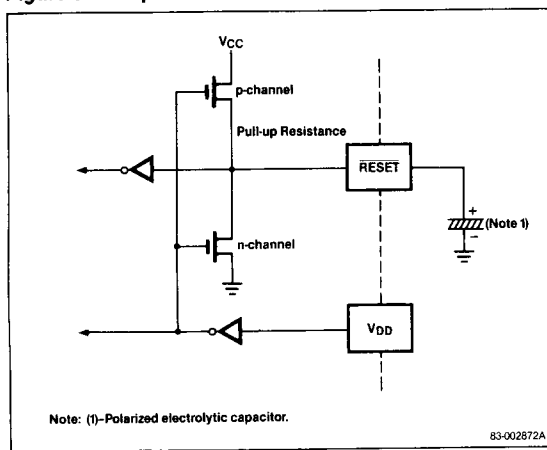 VCC
p-channel
Pull-up Resistance
RESET
+
(Note 1)
−
n-channel
VDD
Note: (1)–Polarized electrolytic capacitor.
83-002872A